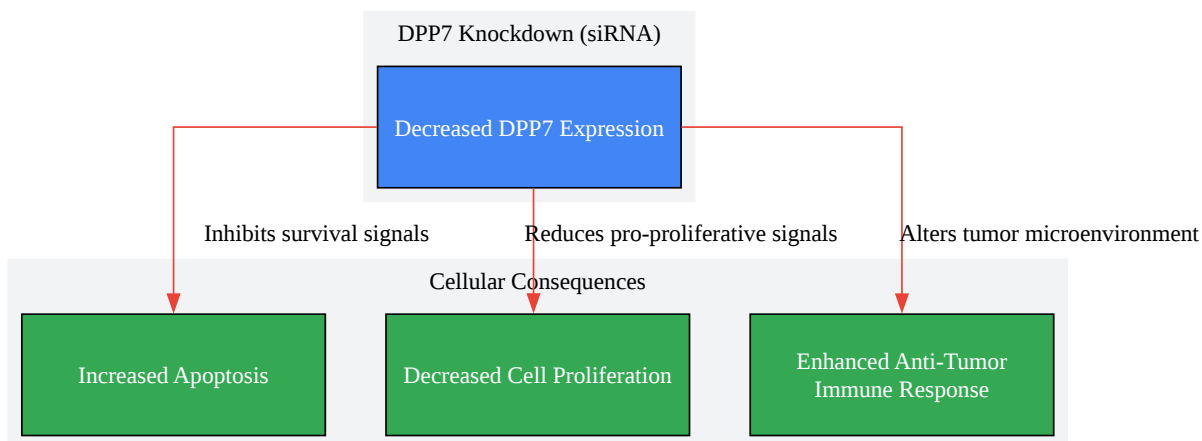 DPP7 Knockdown (siRNA)
Decreased DPP7 Expression
Inhibits survival signals
Reduces pro-proliferative signals
Alters tumor microenvironment
Cellular Consequences
Increased Apoptosis
Decreased Cell Proliferation
Enhanced Anti-Tumor
Immune Response